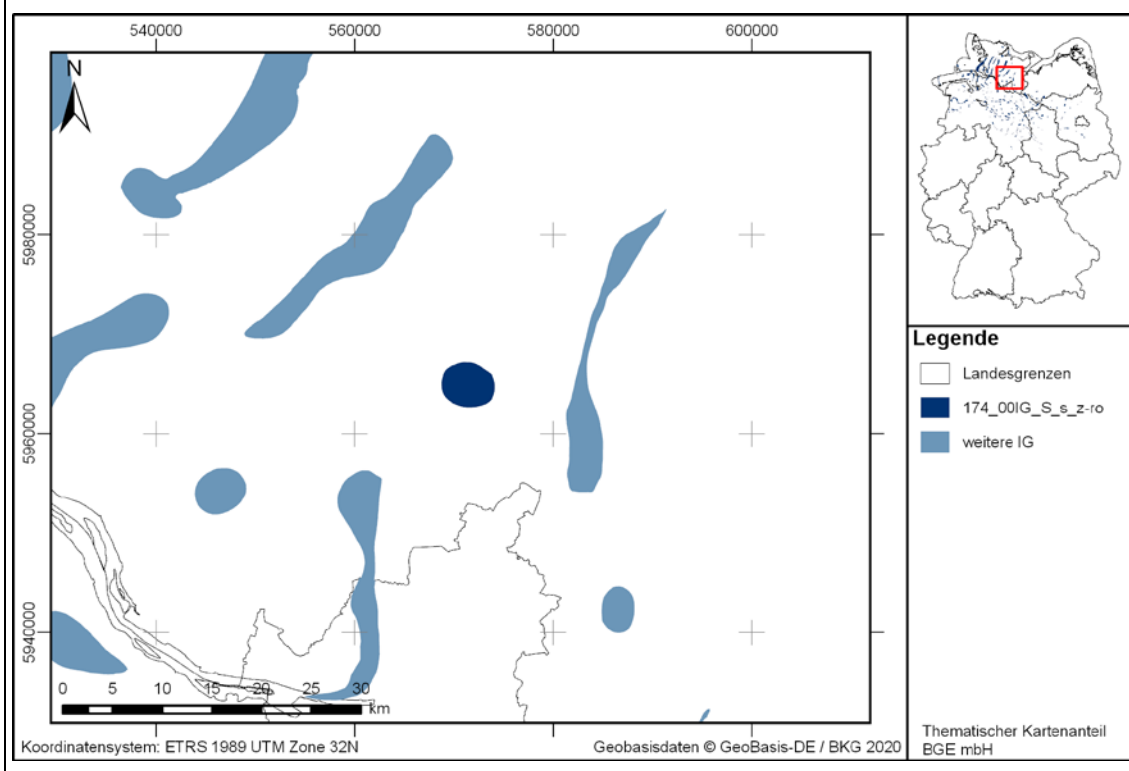 540000 560000 580000 600000
N
5980000
5960000
5940000
0 5 10 15 20 25 30
km
Koordinatensystem: ETRS 1989 UTM Zone 32N
Geobasisdaten © GeoBasis-DE / BKG 2020
Legende
Landesgrenzen
174_00IG_S_s_z-ro
weitere IG
Thematischer Kartenanteil
BGE mbH